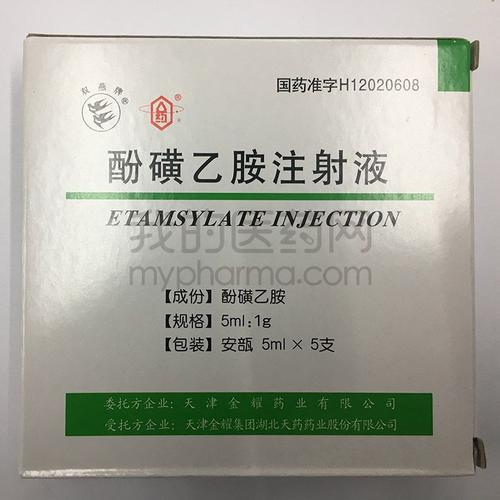 国药准字H12020608
双燕牌®
药®
酚磺乙胺注射液
ETAMSYLATE INJECTION
我的医药网
mypharma.com
【成份】酚磺乙胺
【规格】5ml:1g
【包装】安瓿 5ml×5支
委托方企业:天津金耀药业有限公司
受托方企业:天津金耀集团湖北天药药业股份有限公司